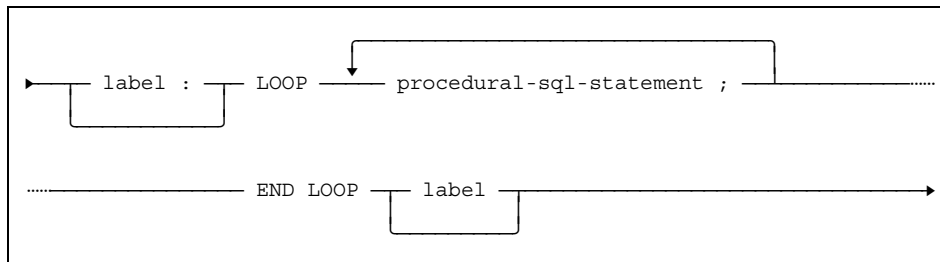 label : LOOP procedural-sql-statement ;
END LOOP label